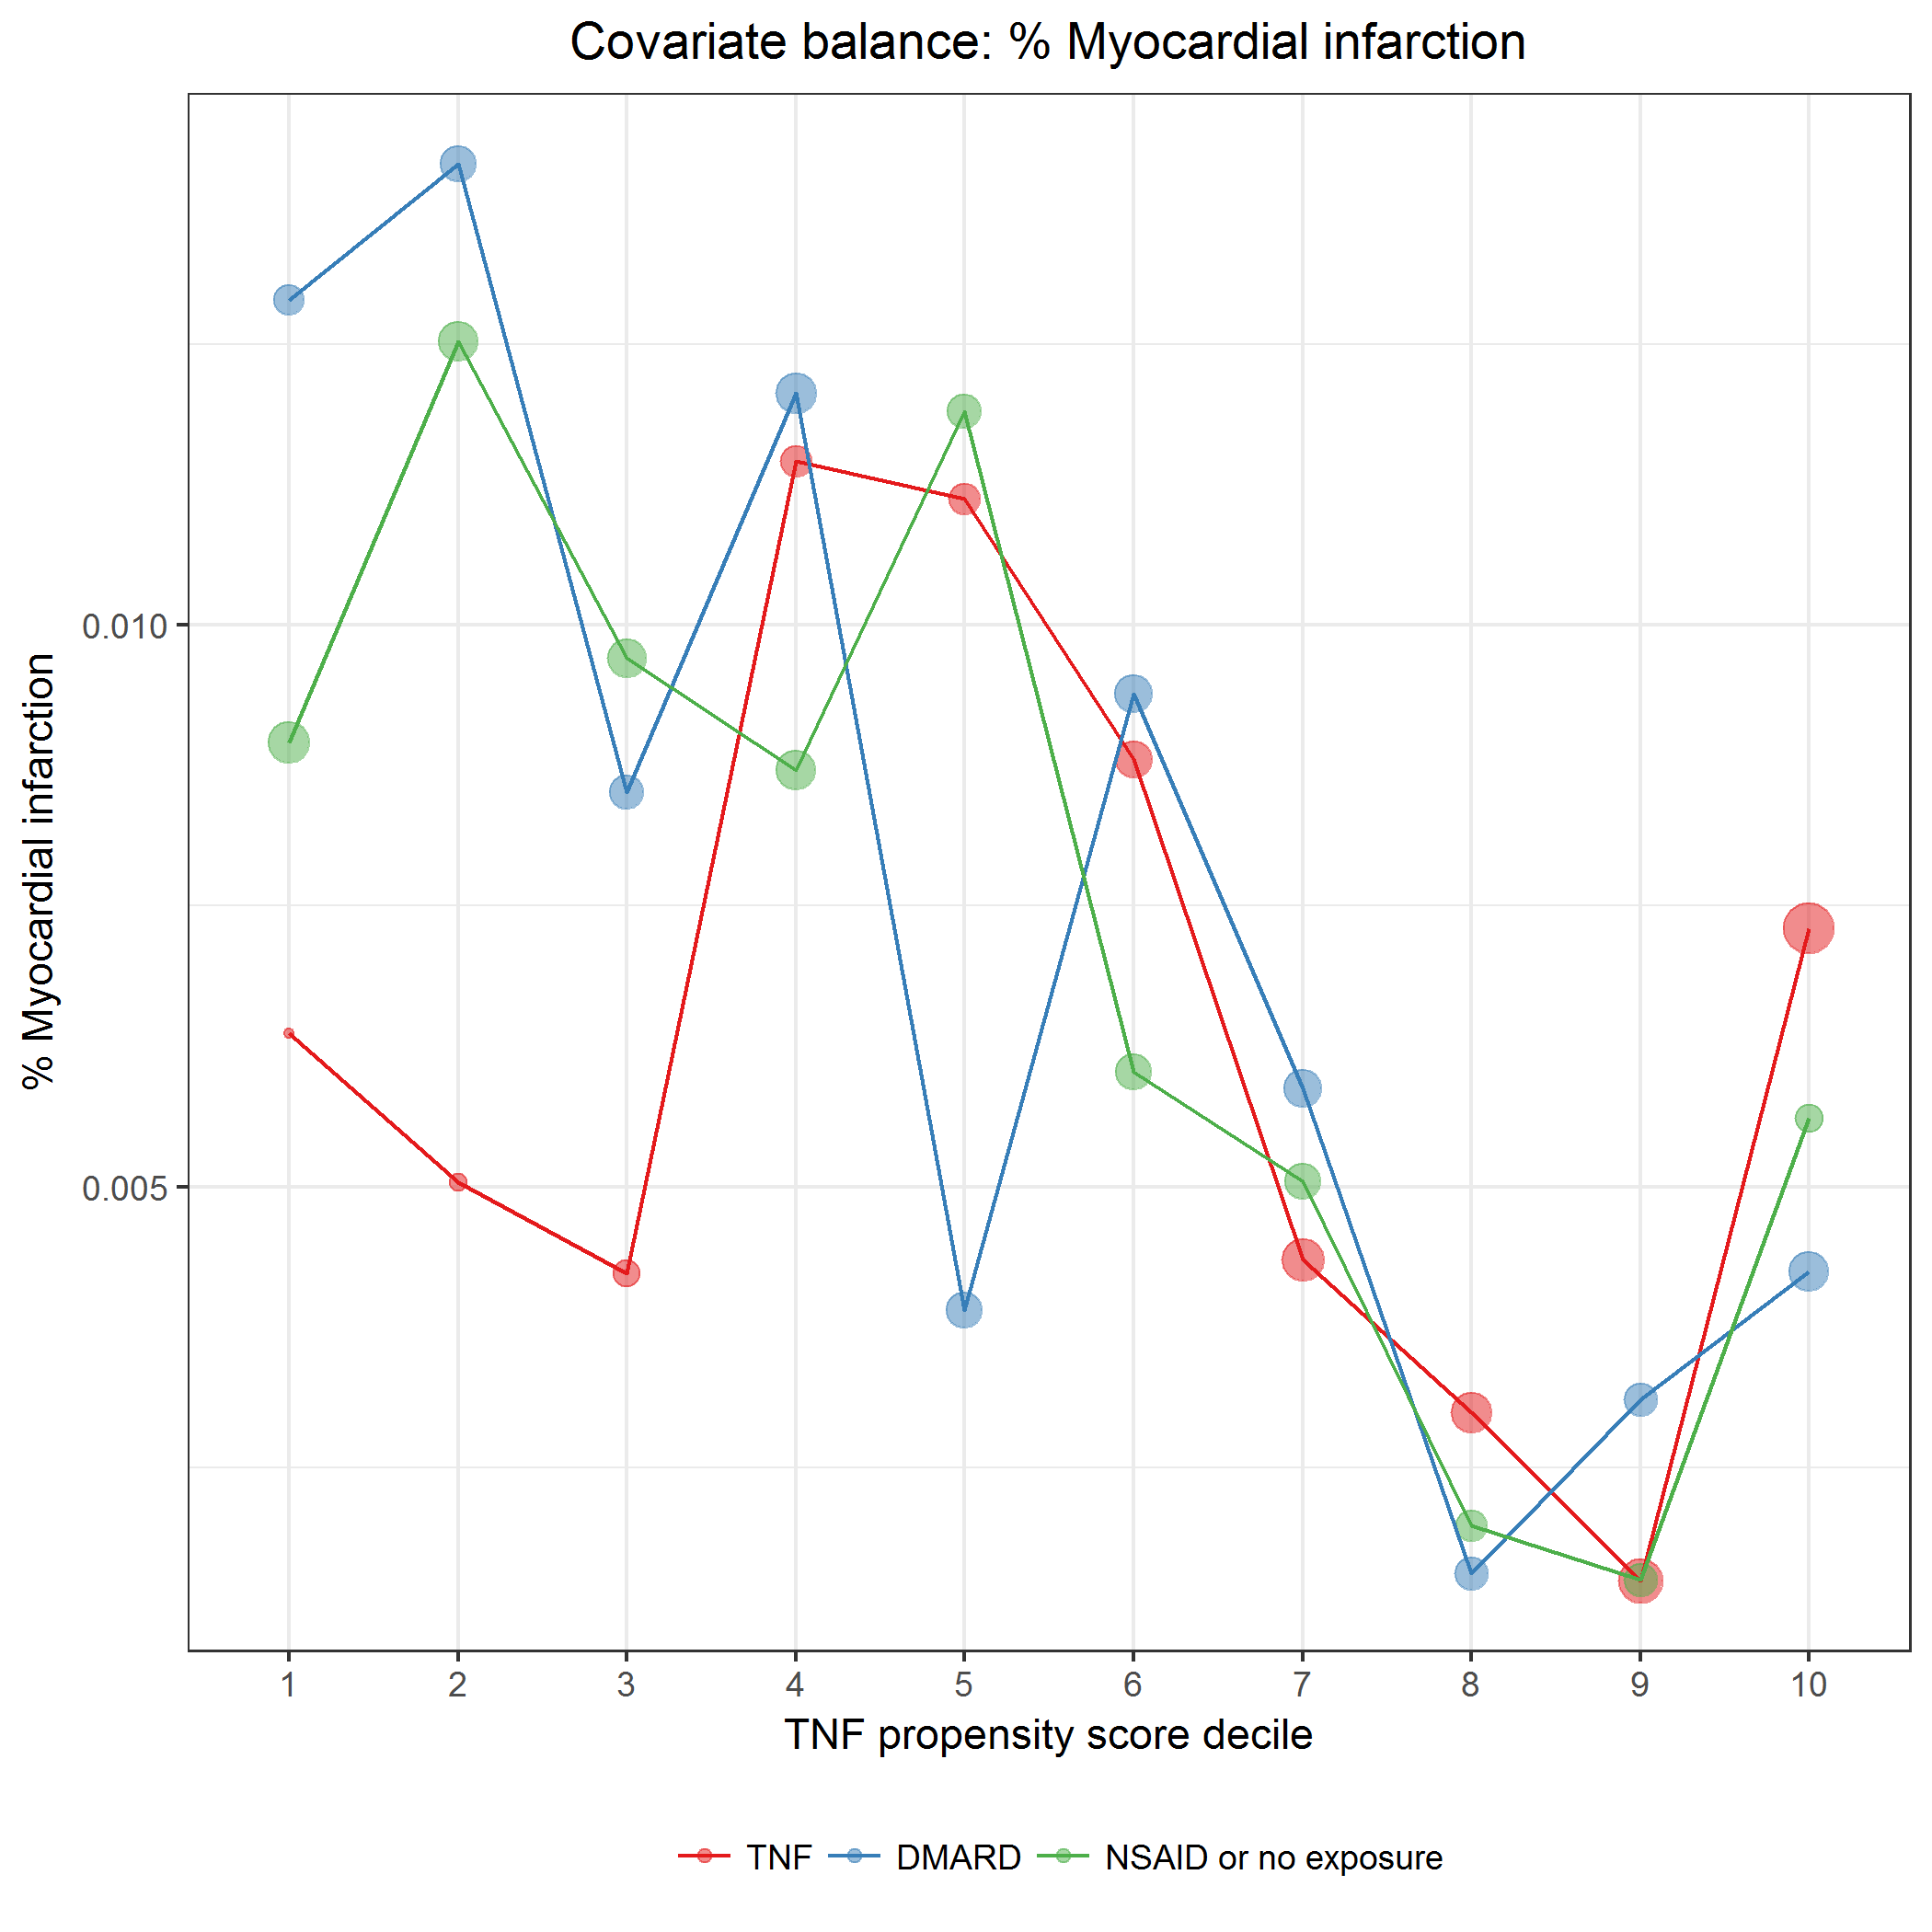 Covariate balance: % Myocardial infarction
% Myocardial infarction
0.010
0.005
1 2 3 4 5 6 7 8 9 10
TNF propensity score decile
TNF DMARD NSAID or no exposure